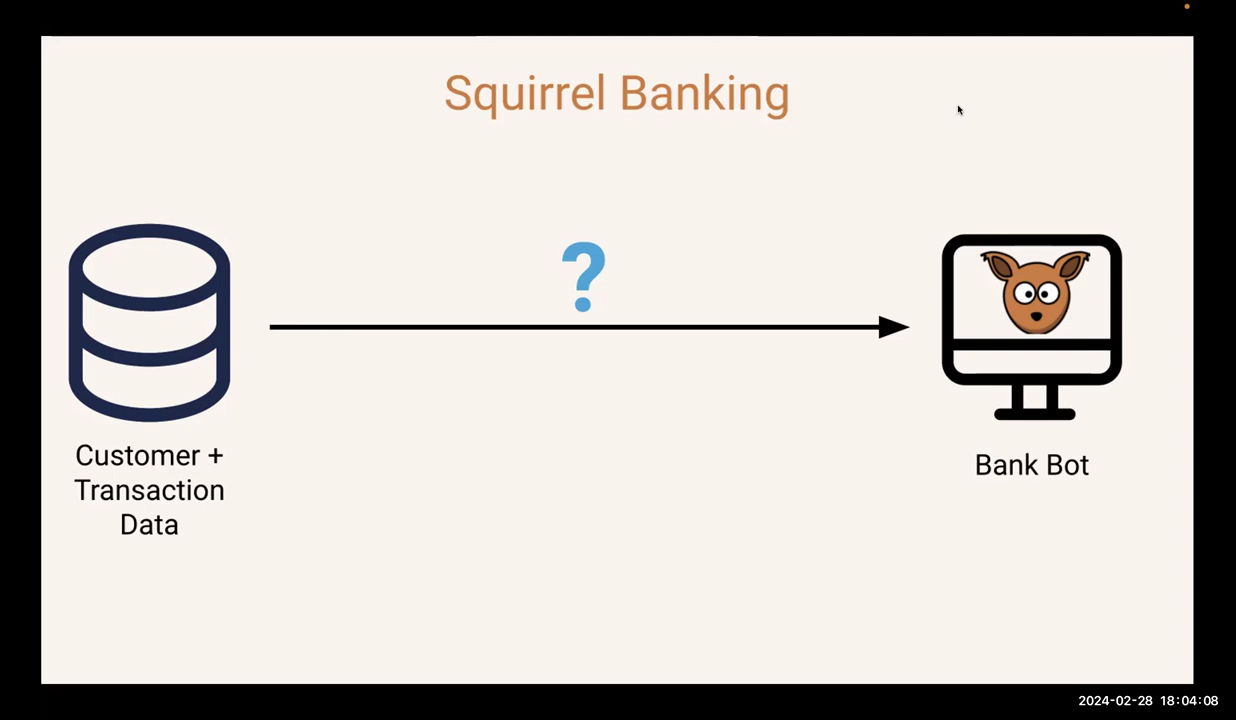 Squirrel Banking
?
Customer +
Transaction
Data
Bank Bot
2024-02-28 18:04:08